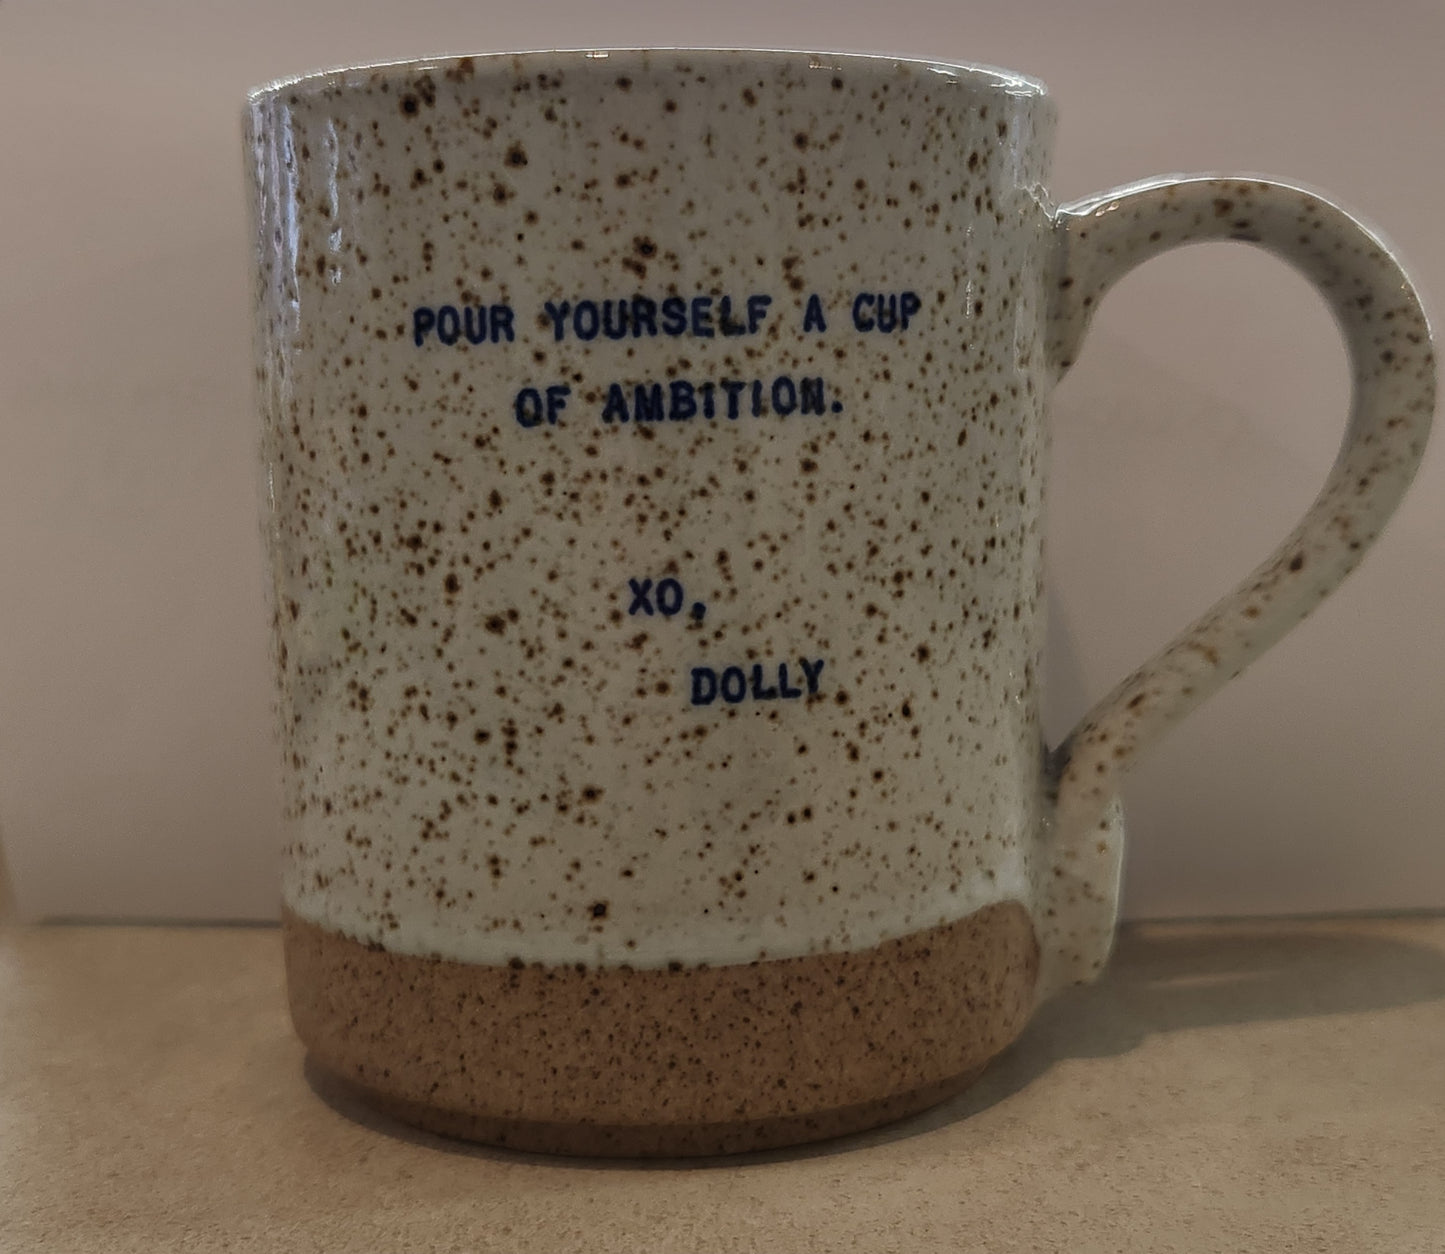 POUR YOURSELF A CUP
OF AMBITION.
XO,
DOLLY